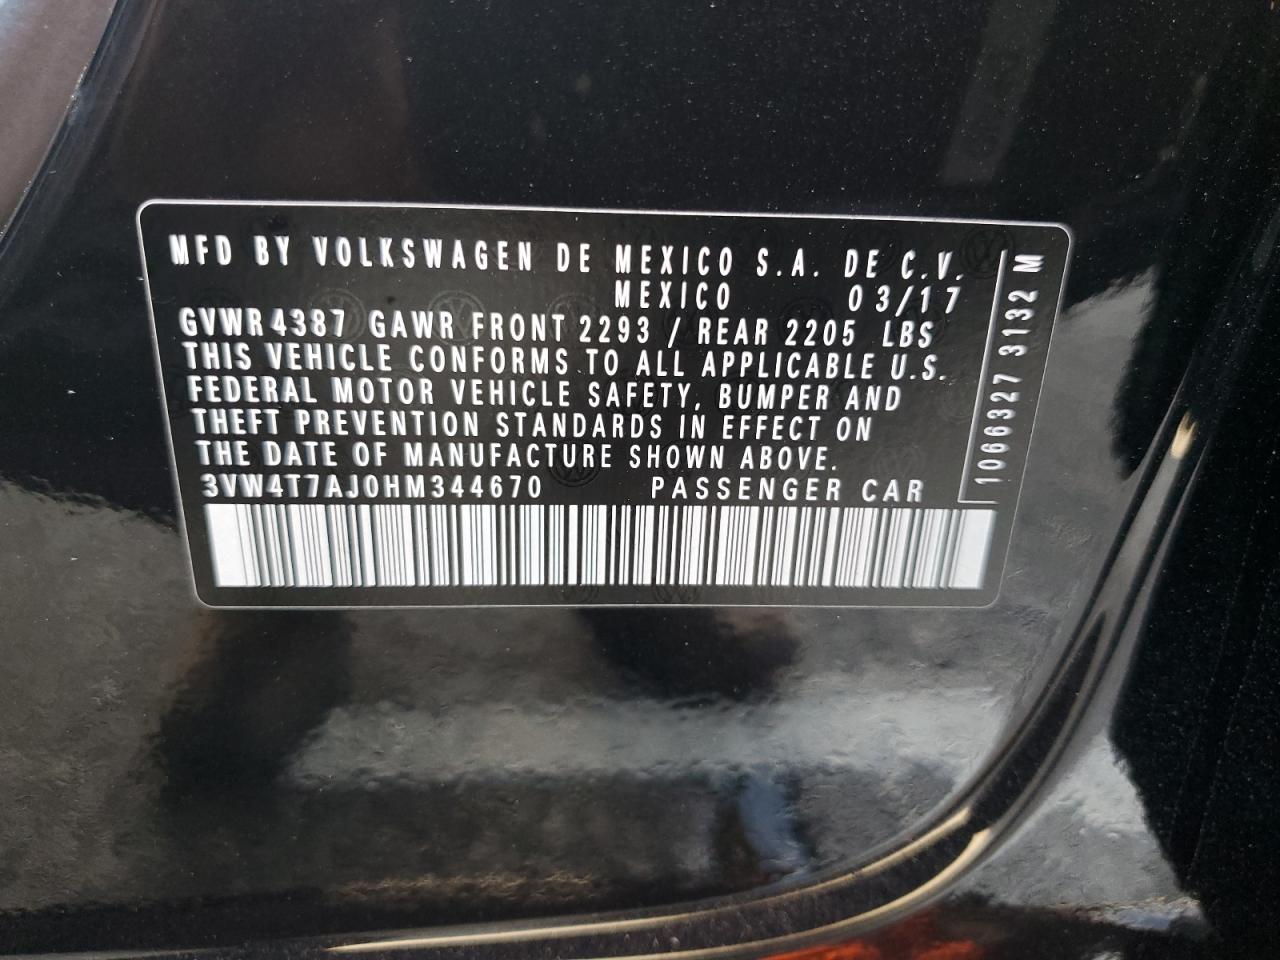 MFD BY VOLKSWAGEN DE MEXICO S.A. DE C.V.
MEXICO 03/17
GVWR 4387 GAWR FRONT 2293 / REAR 2205 LBS
THIS VEHICLE CONFORMS TO ALL APPLICABLE U.S.
FEDERAL MOTOR VEHICLE SAFETY, BUMPER AND
THEFT PREVENTION STANDARDS IN EFFECT ON
THE DATE OF MANUFACTURE SHOWN ABOVE.
3VW4T7AJ0HM344670 PASSENGER CAR
1066327 3132 M